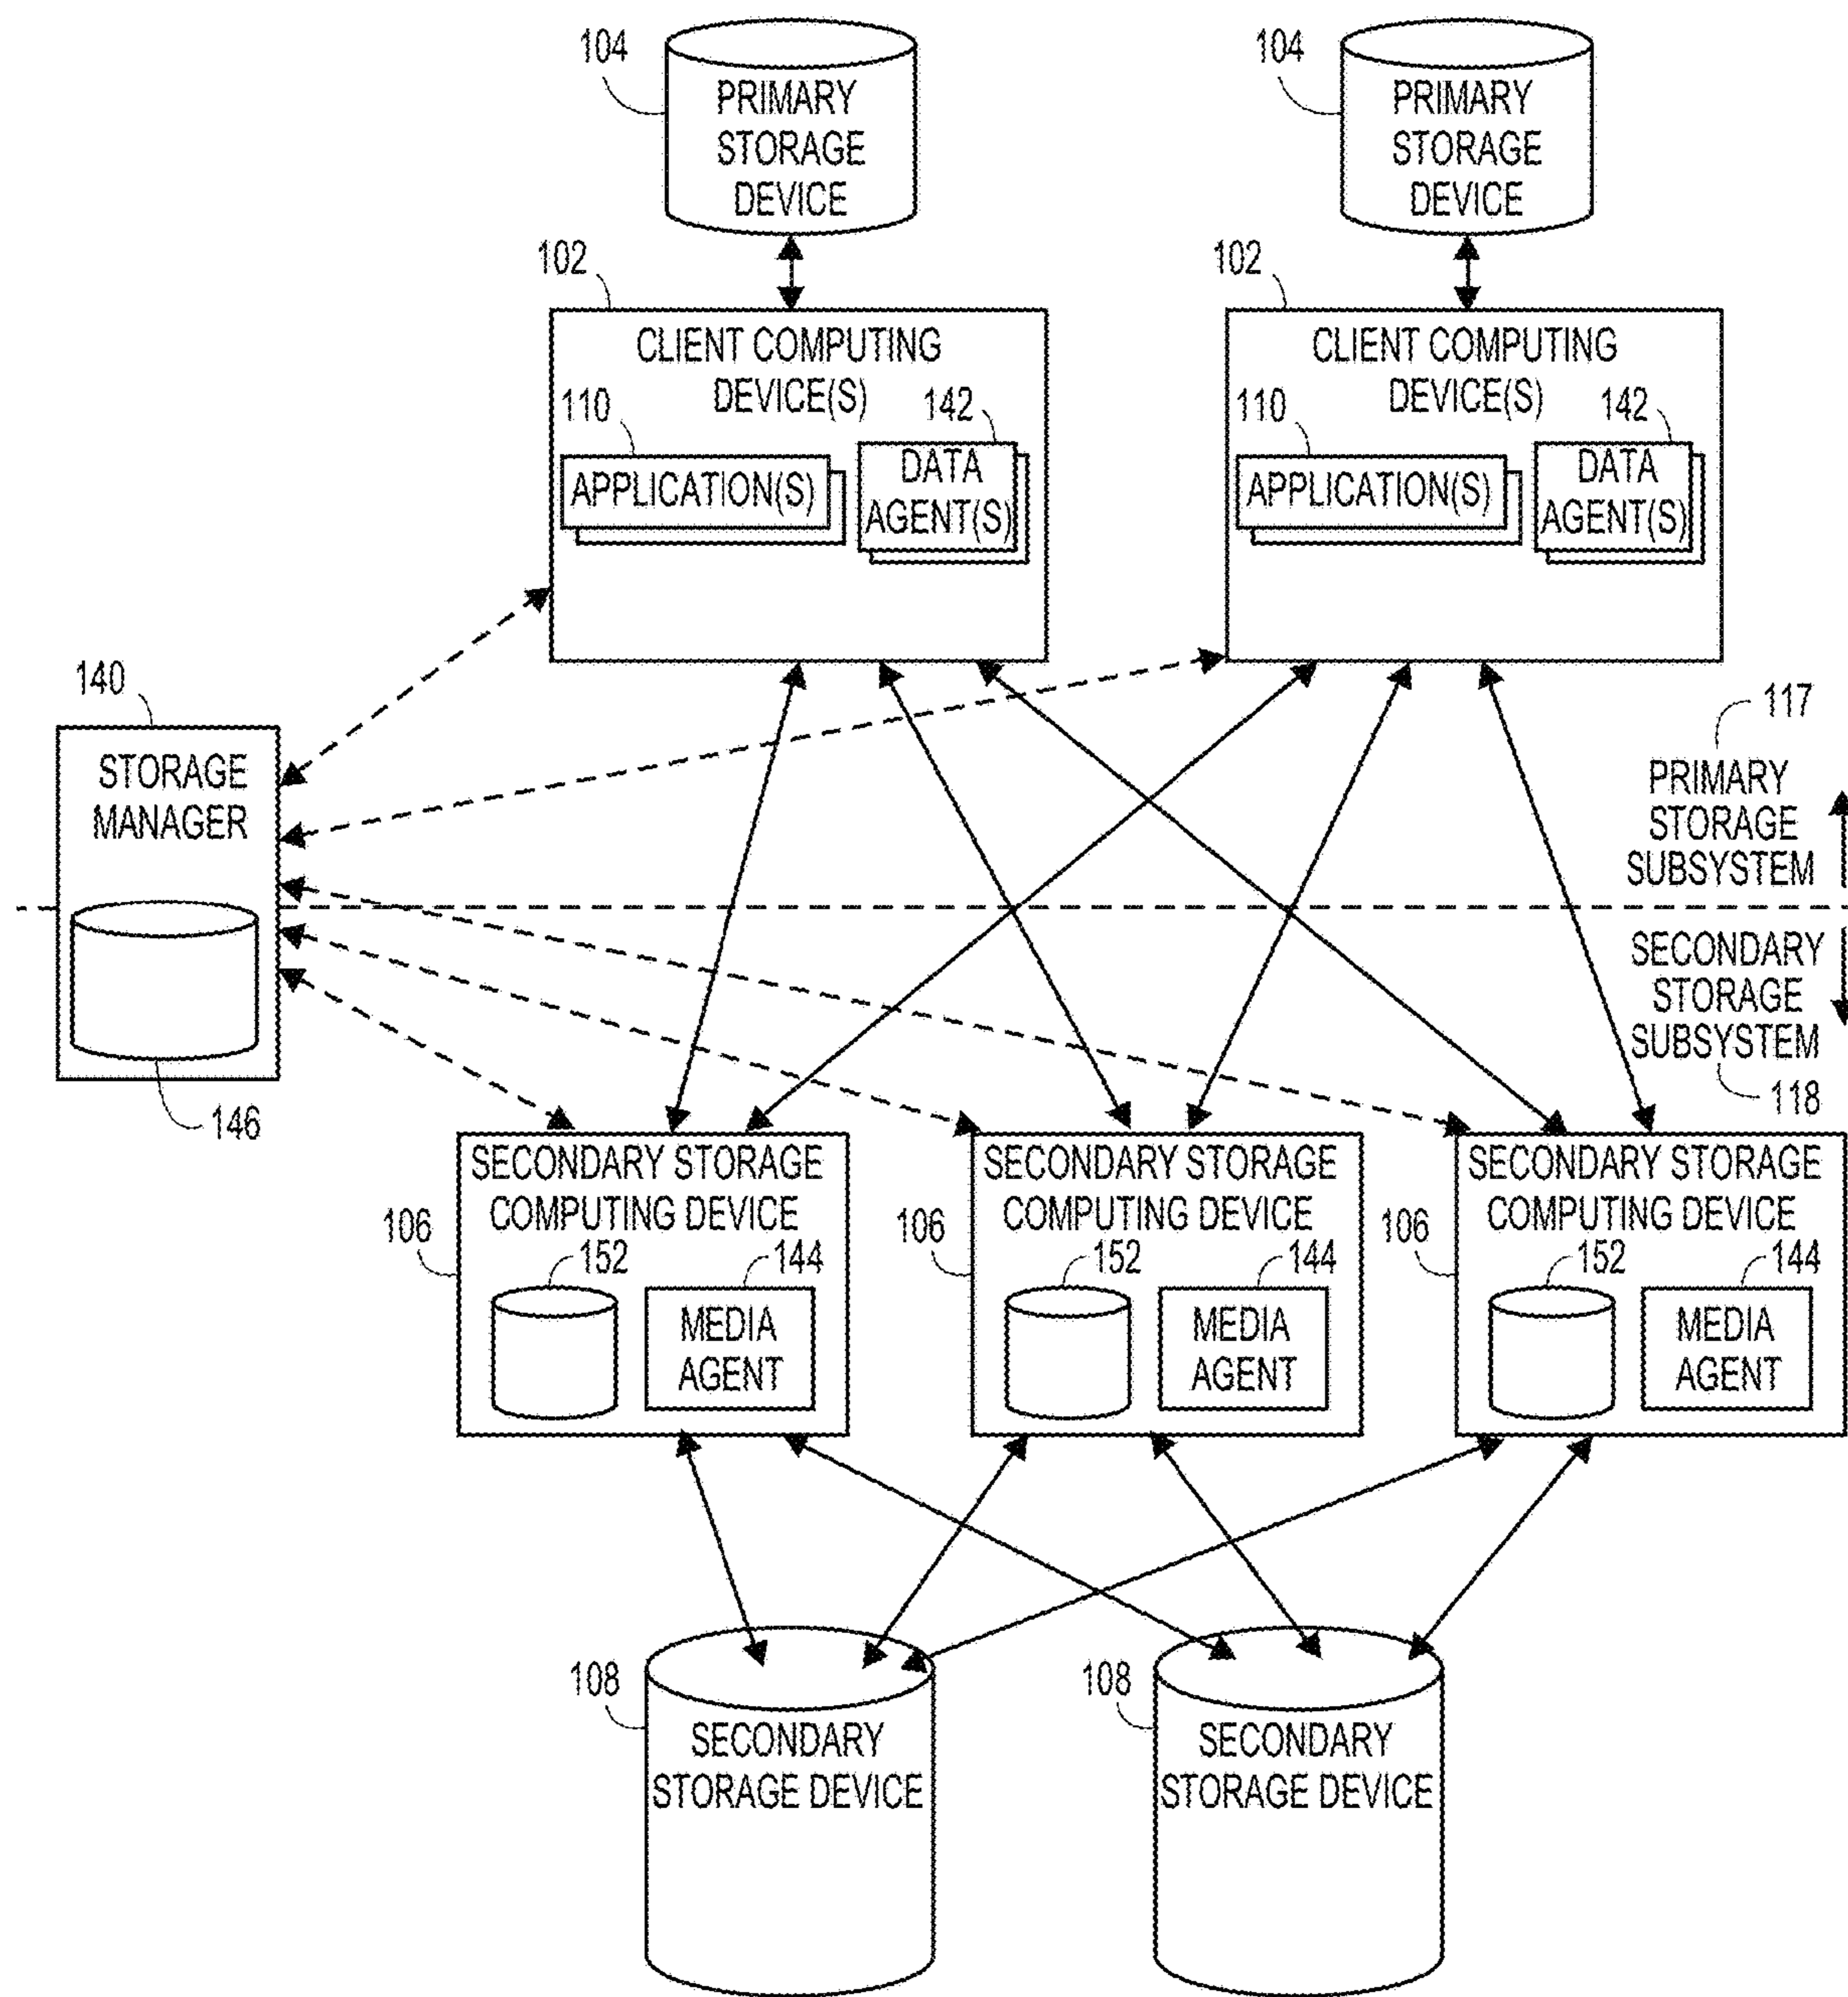 104
PRIMARY
STORAGE
DEVICE
104
PRIMARY
STORAGE
DEVICE
102
CLIENT COMPUTING
DEVICE(S)
110
142
APPLICATION(S)
DATA
AGENT(S)
102
CLIENT COMPUTING
DEVICE(S)
110
142
APPLICATION(S)
DATA
AGENT(S)
140
STORAGE
MANAGER
146
117
PRIMARY
STORAGE
SUBSYSTEM
SECONDARY
STORAGE
SUBSYSTEM
118
106
SECONDARY STORAGE
COMPUTING DEVICE
152
144
MEDIA
AGENT
106
SECONDARY STORAGE
COMPUTING DEVICE
152
144
MEDIA
AGENT
106
SECONDARY STORAGE
COMPUTING DEVICE
152
144
MEDIA
AGENT
108
SECONDARY
STORAGE DEVICE
108
SECONDARY
STORAGE DEVICE